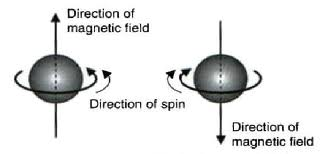 Direction of
magnetic field
Direction of spin
Direction of
magnetic field